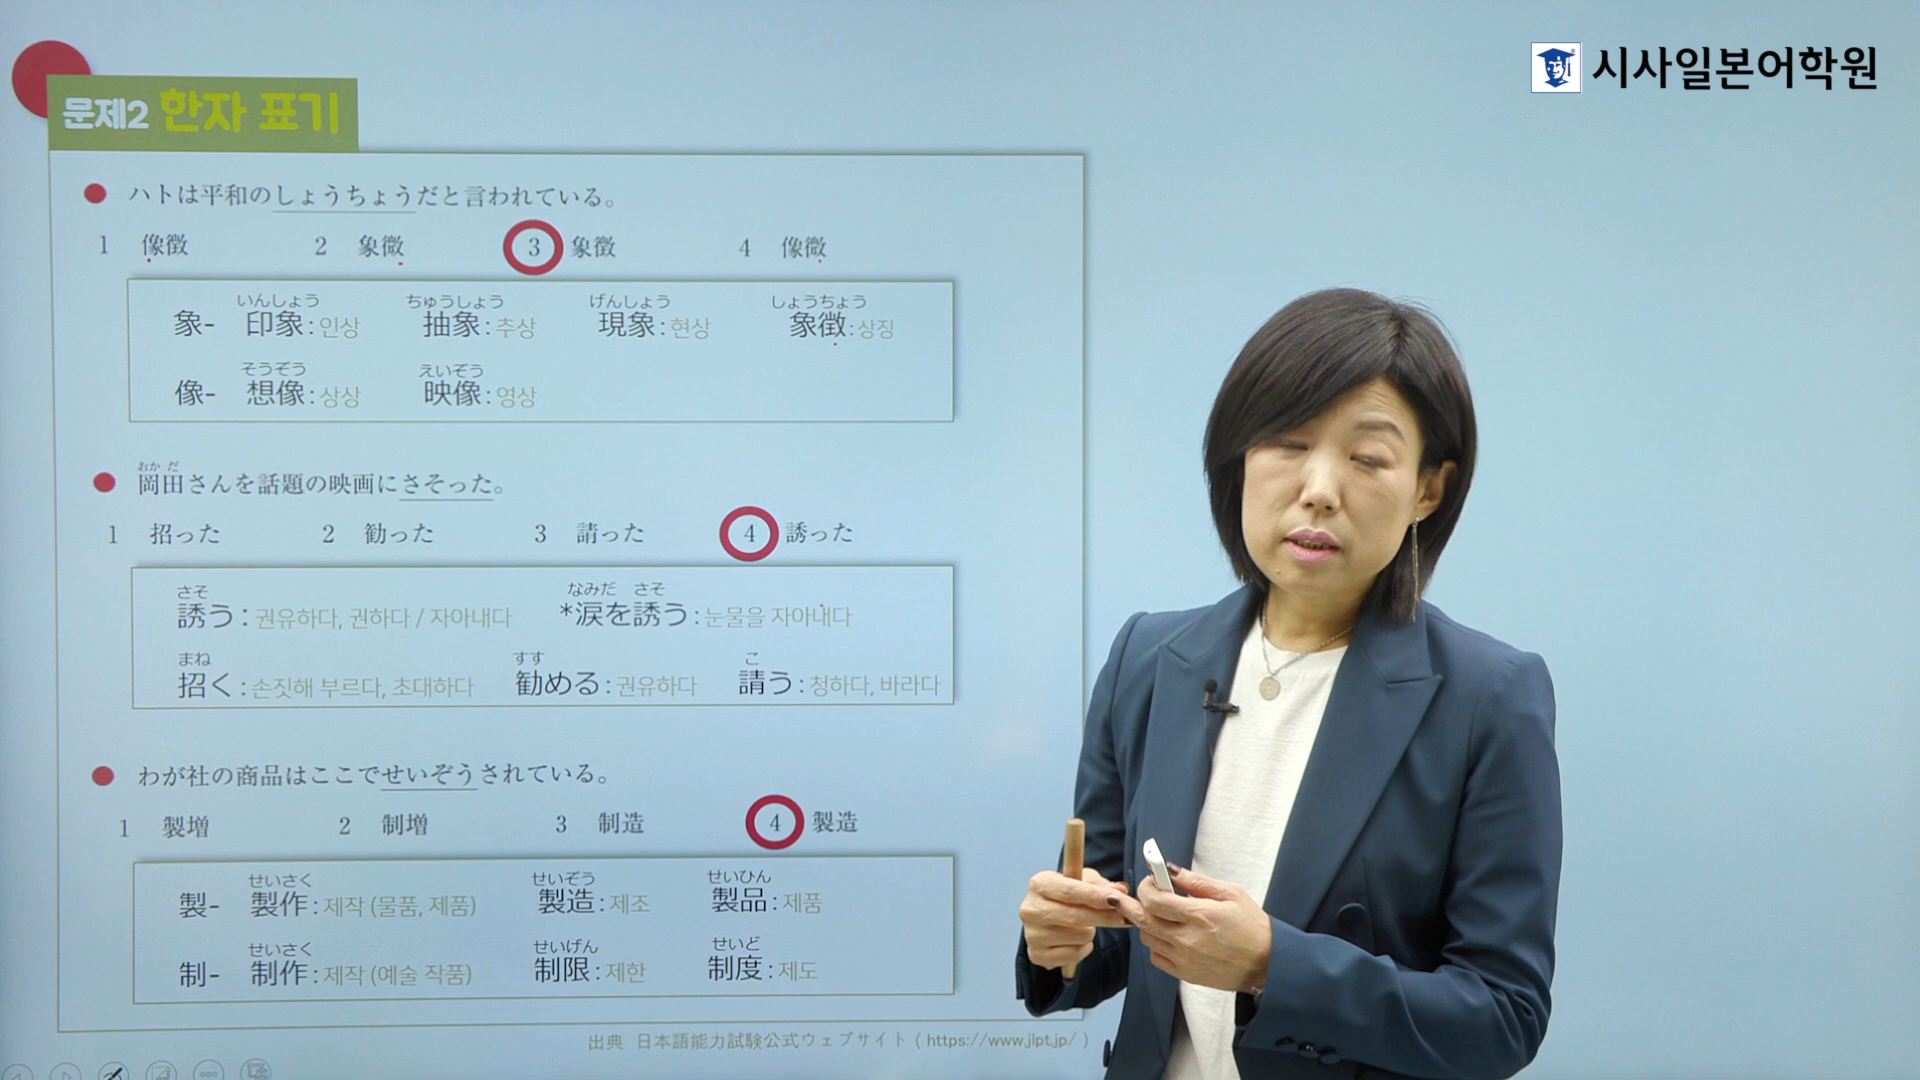 시사일본어학원
문제2 한자 표기
ハトは平和のしょうちょうだと言われている。
1 像徴 2 象微 3 象徴 4 像微
いんしょう ちゅうしょう げんしょう しょうちょう
象- 印象:인상 抽象:추상 現象:현상 象徴:상징
そうぞう えいぞう
像- 想像:상상 映像:영상
おか だ
岡田さんを話題の映画にさそった。
1 招った 2 勧った 3 請った 4 誘った
さそ なみだ さそ
誘う:권유하다, 권하다 / 자아내다 *涙を誘う:눈물을 자아내다
まね すす こ
招く:손짓해 부르다, 초대하다 勧める:권유하다 請う:청하다, 바라다
わが社の商品はここでせいぞうされている。
1 製増 2 制増 3 制造 4 製造
せいさく せいぞう せいひん
製- 製作:제작 (물품, 제품) 製造:제조 製品:제품
せいさく せいげん せいど
制- 制作:제작 (예술 작품) 制限:제한 制度:제도
出典 日本語能力試験公式ウェブサイト ( https://www.jlpt.jp/ )